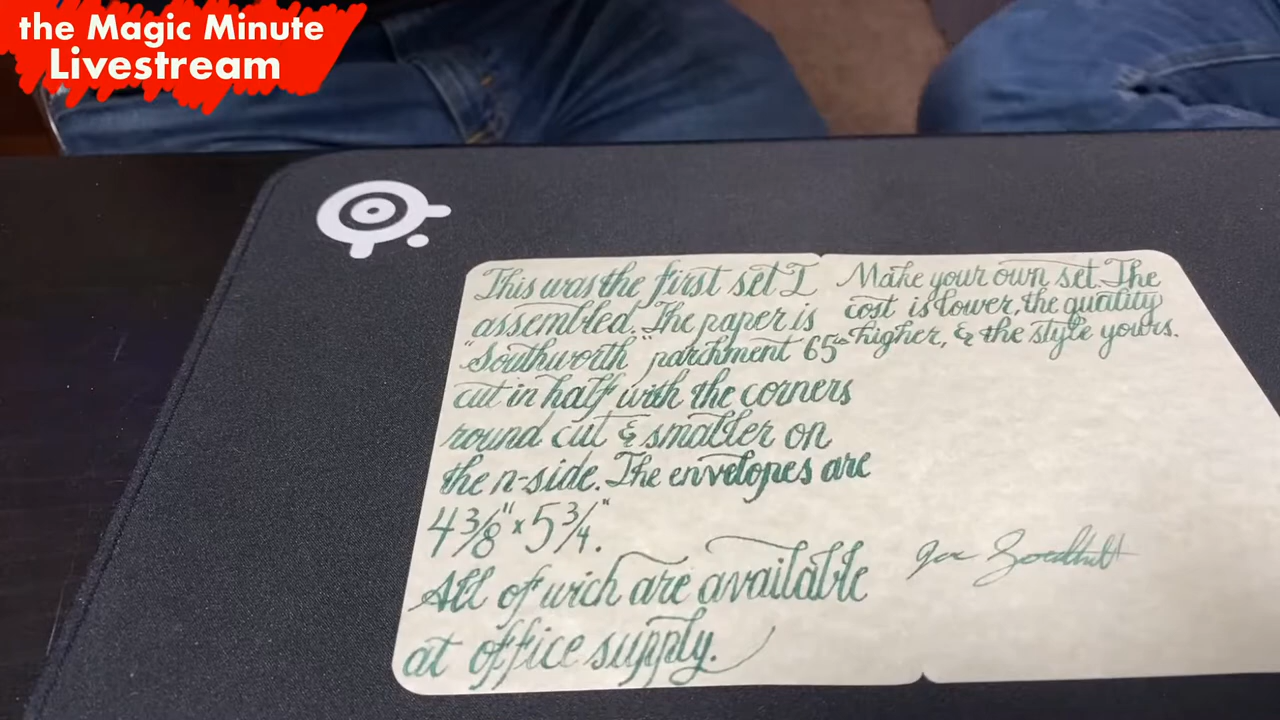 the Magic Minute
Livestream
This was the first set I
assembled. The paper is
"Southworth" parchment 65lb
cut in half with the corners
round cut & smaller on
the n-side. The envelopes are
4 3/8" x 5 3/4".
All of wich are available
at office supply.
Make your own set. The
cost is lower, the quality
higher, & the style yours.